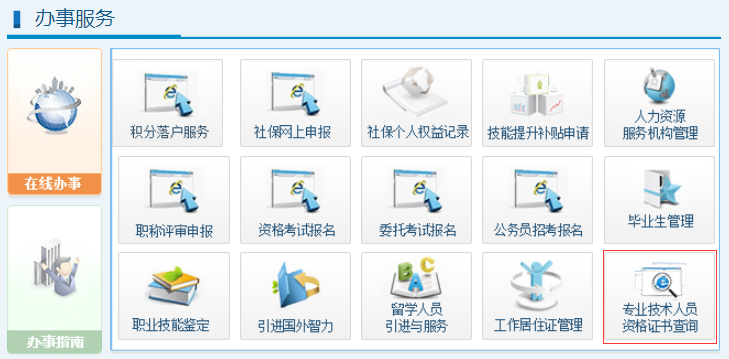 办事服务
积分落户服务
社保网上申报
社保个人权益记录
技能提升补贴申请
人力资源
服务机构管理
在线办事
职称评审申报
资格考试报名
委托考试报名
公务员招考报名
毕业生管理
职业技能鉴定
引进国外智力
留学人员
引进与服务
工作居住证管理
专业技术人员
资格证书查询
办事指南